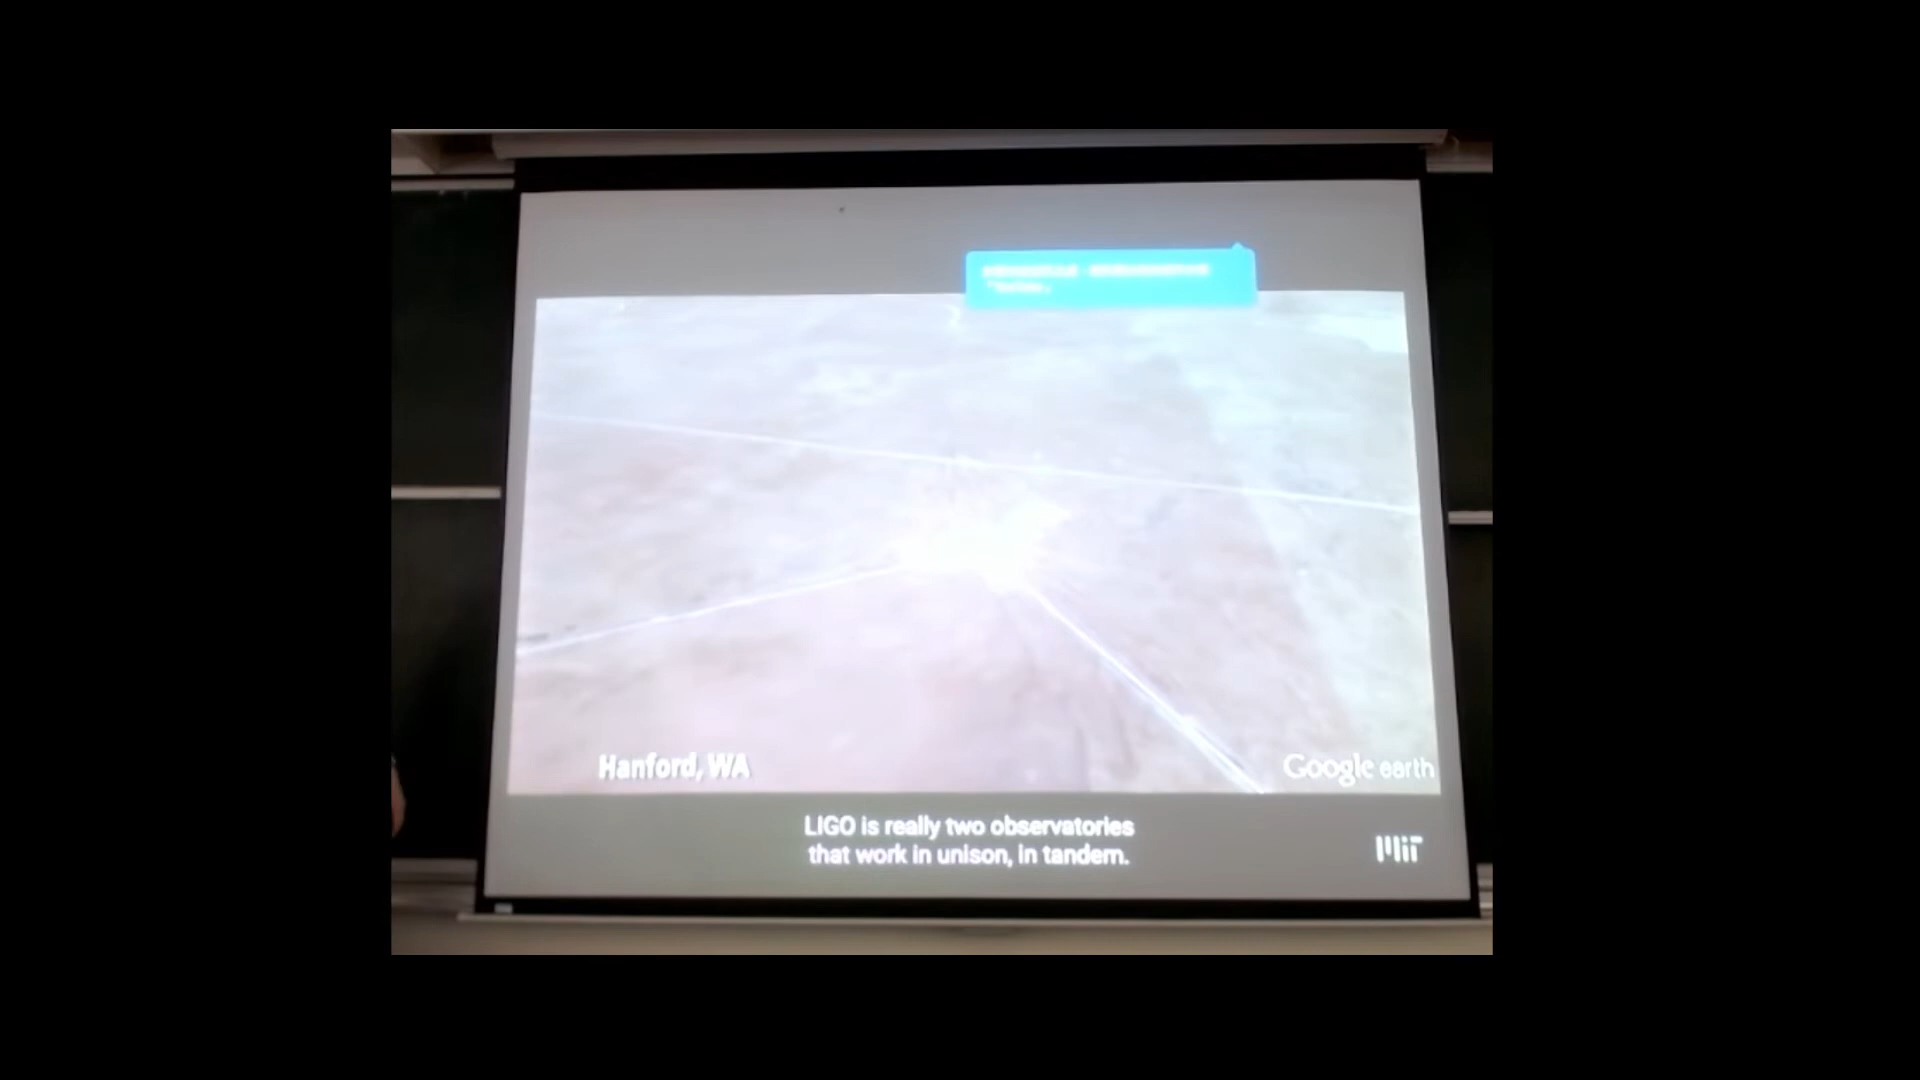 Hanford, WA
Google earth
LIGO is really two observatories
that work in unison, in tandem.
MIT